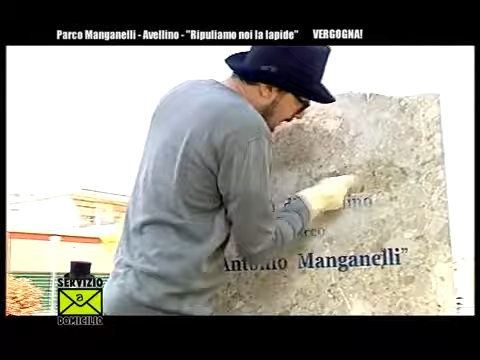 Parco Manganelli - Avellino - "Ripuliamo noi la lapide" VERGOGNA!
Antonio Manganelli"
SERVIZIO
a
DOMICILIO